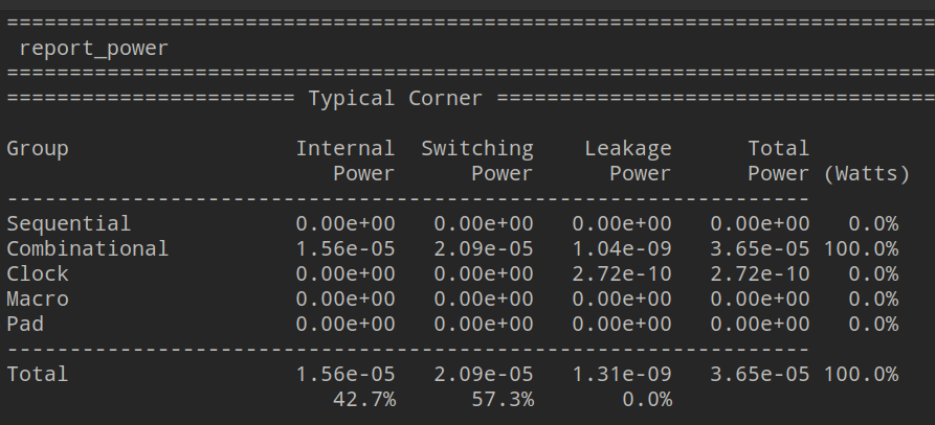 ===========================================================================
 report_power
===========================================================================
======================= Typical Corner ===================================

Group                  Internal  Switching    Leakage      Total
                          Power      Power      Power      Power (Watts)
----------------------------------------------------------------
Sequential             0.00e+00   0.00e+00   0.00e+00   0.00e+00   0.0%
Combinational          1.56e-05   2.09e-05   1.04e-09   3.65e-05 100.0%
Clock                  0.00e+00   0.00e+00   2.72e-10   2.72e-10   0.0%
Macro                  0.00e+00   0.00e+00   0.00e+00   0.00e+00   0.0%
Pad                    0.00e+00   0.00e+00   0.00e+00   0.00e+00   0.0%
----------------------------------------------------------------
Total                  1.56e-05   2.09e-05   1.31e-09   3.65e-05 100.0%
                          42.7%      57.3%       0.0%